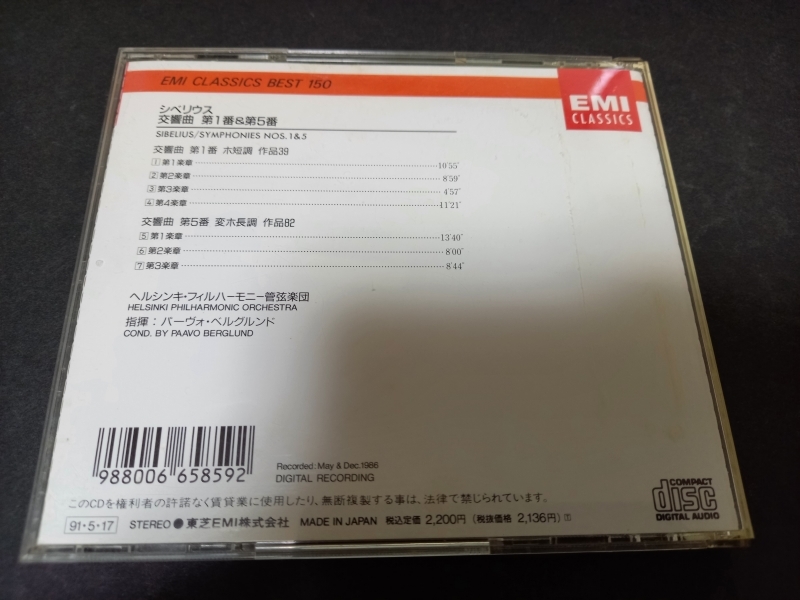 EMI CLASSICS BEST 150
EMI
CLASSICS
シベリウス
交響曲 第1番&第5番
SIBELIUS/SYMPHONIES NOS. 1&5
交響曲 第1番 ホ短調 作品39
1 第1楽章 10'55"
2 第2楽章 8'59"
3 第3楽章 4'57"
4 第4楽章 11'21"
交響曲 第5番 変ホ長調 作品82
5 第1楽章 13'40"
6 第2楽章 8'00"
7 第3楽章 8'44"
ヘルシンキ・フィルハーモニー管弦楽団
HELSINKI PHILHARMONIC ORCHESTRA
指揮：パーヴォ・ベルグルンド
COND. BY PAAVO BERGLUND
988006 658592
Recorded: May & Dec.1986
DIGITAL RECORDING
このCDを権利者の許諾なく賃貸業に使用したり、無断複製する事は、法律で禁じられています。
COMPACT
disc
DIGITAL AUDIO
91・5・17 STEREO ● 東芝EMI株式会社 MADE IN JAPAN 税込定価 2,200円 (税抜価格 2,136円)